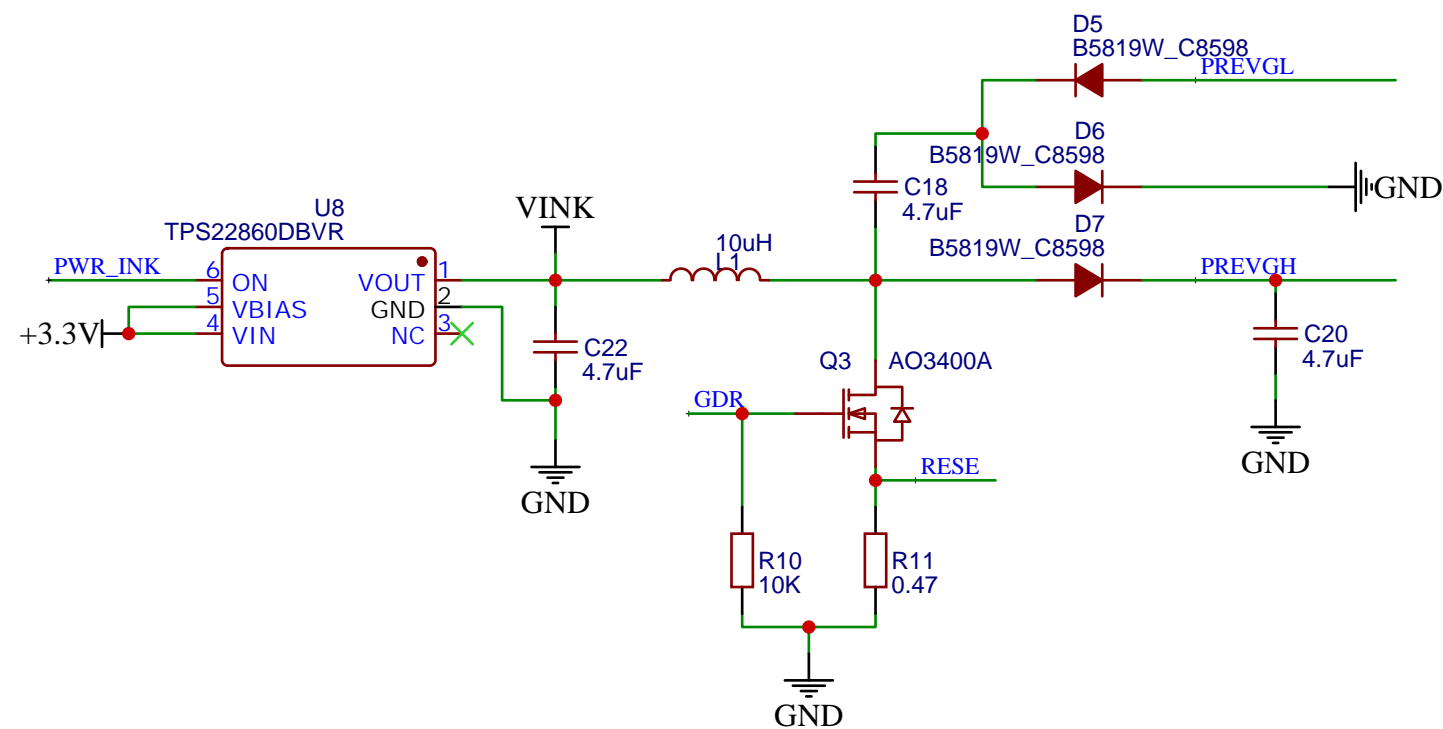 D5
B5819W_C8598
PREVGL
D6
B5819W_C8598
GND
C18
4.7uF
U8
TPS22860DBVR
VINK
D7
B5819W_C8598
10uH
L1
PWR_INK
6
ON
VOUT
1
PREVGH
5
VBIAS
GND
2
+3.3V
4
VIN
NC
3
C22
4.7uF
C20
4.7uF
Q3
AO3400A
GDR
GND
RESE
GND
R10
10K
R11
0.47
GND